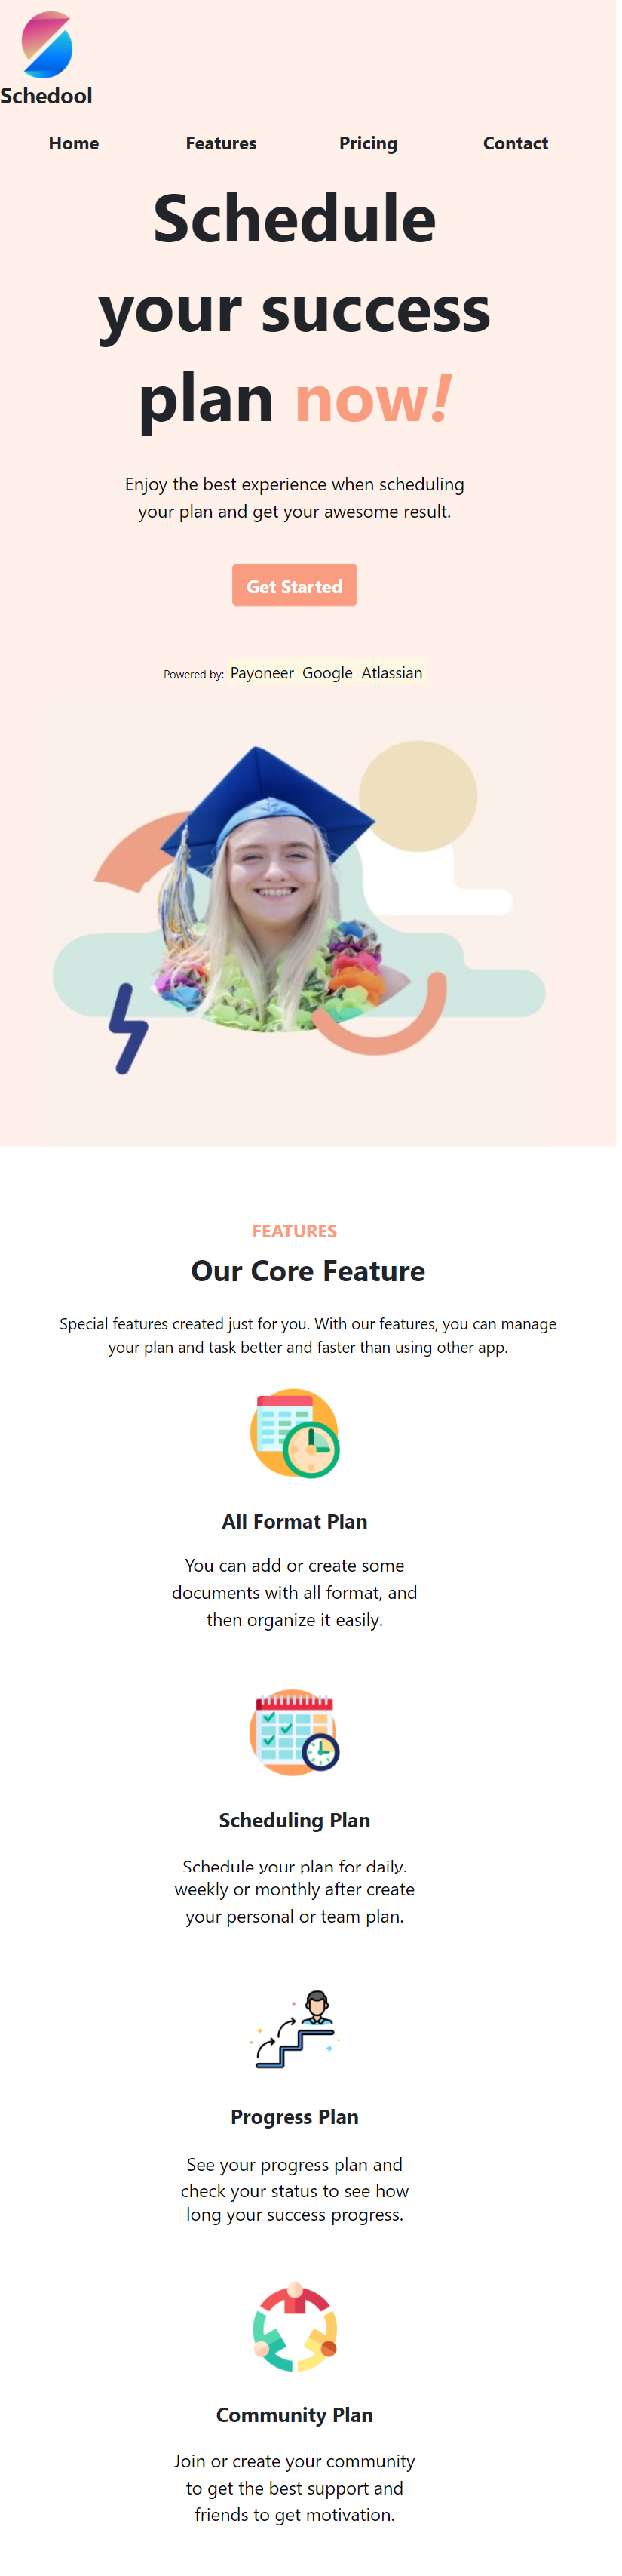 Schedool
Home Features Pricing Contact
Schedule
your success
plan now!
Enjoy the best experience when scheduling
your plan and get your awesome result.
Get Started
Powered by: Payoneer Google Atlassian
FEATURES
Our Core Feature
Special features created just for you. With our features, you can manage
your plan and task better and faster than using other app.
All Format Plan
You can add or create some
documents with all format, and
then organize it easily.
Scheduling Plan
Schedule your plan for daily,
weekly or monthly after create
your personal or team plan.
Progress Plan
See your progress plan and
check your status to see how
long your success progress.
Community Plan
Join or create your community
to get the best support and
friends to get motivation.